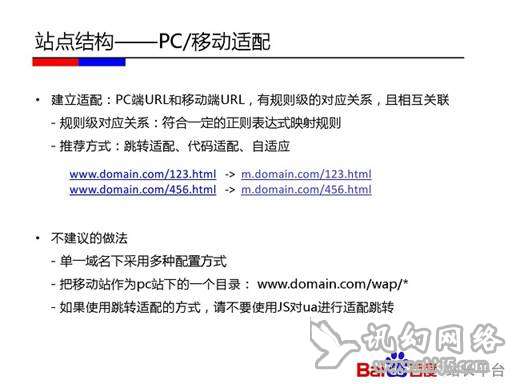 站点结构——PC/移动适配
• 建立适配：PC端URL和移动端URL，有规则级的对应关系，且相互关联
- 规则级对应关系：符合一定的正则表达式映射规则
- 推荐方式：跳转适配、代码适配、自适应
www.domain.com/123.html -> m.domain.com/123.html
www.domain.com/456.html -> m.domain.com/456.html
• 不建议的做法
- 单一域名下采用多种配置方式
- 把移动站作为pc站下的一个目录： www.domain.com/wap/*
- 如果使用跳转适配的方式，请不要使用JS对ua进行适配跳转
讯幻网络
Bai百度
平台